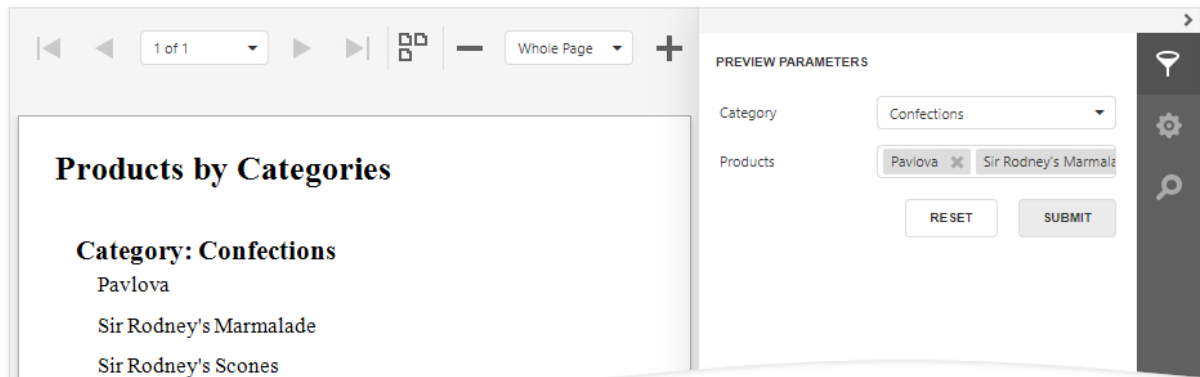 1 of 1
Whole Page
PREVIEW PARAMETERS
Category
Confections
Products
Pavlova
Sir Rodney's Marmala
RESET
SUBMIT
Products by Categories
Category: Confections
Pavlova
Sir Rodney's Marmalade
Sir Rodney's Scones